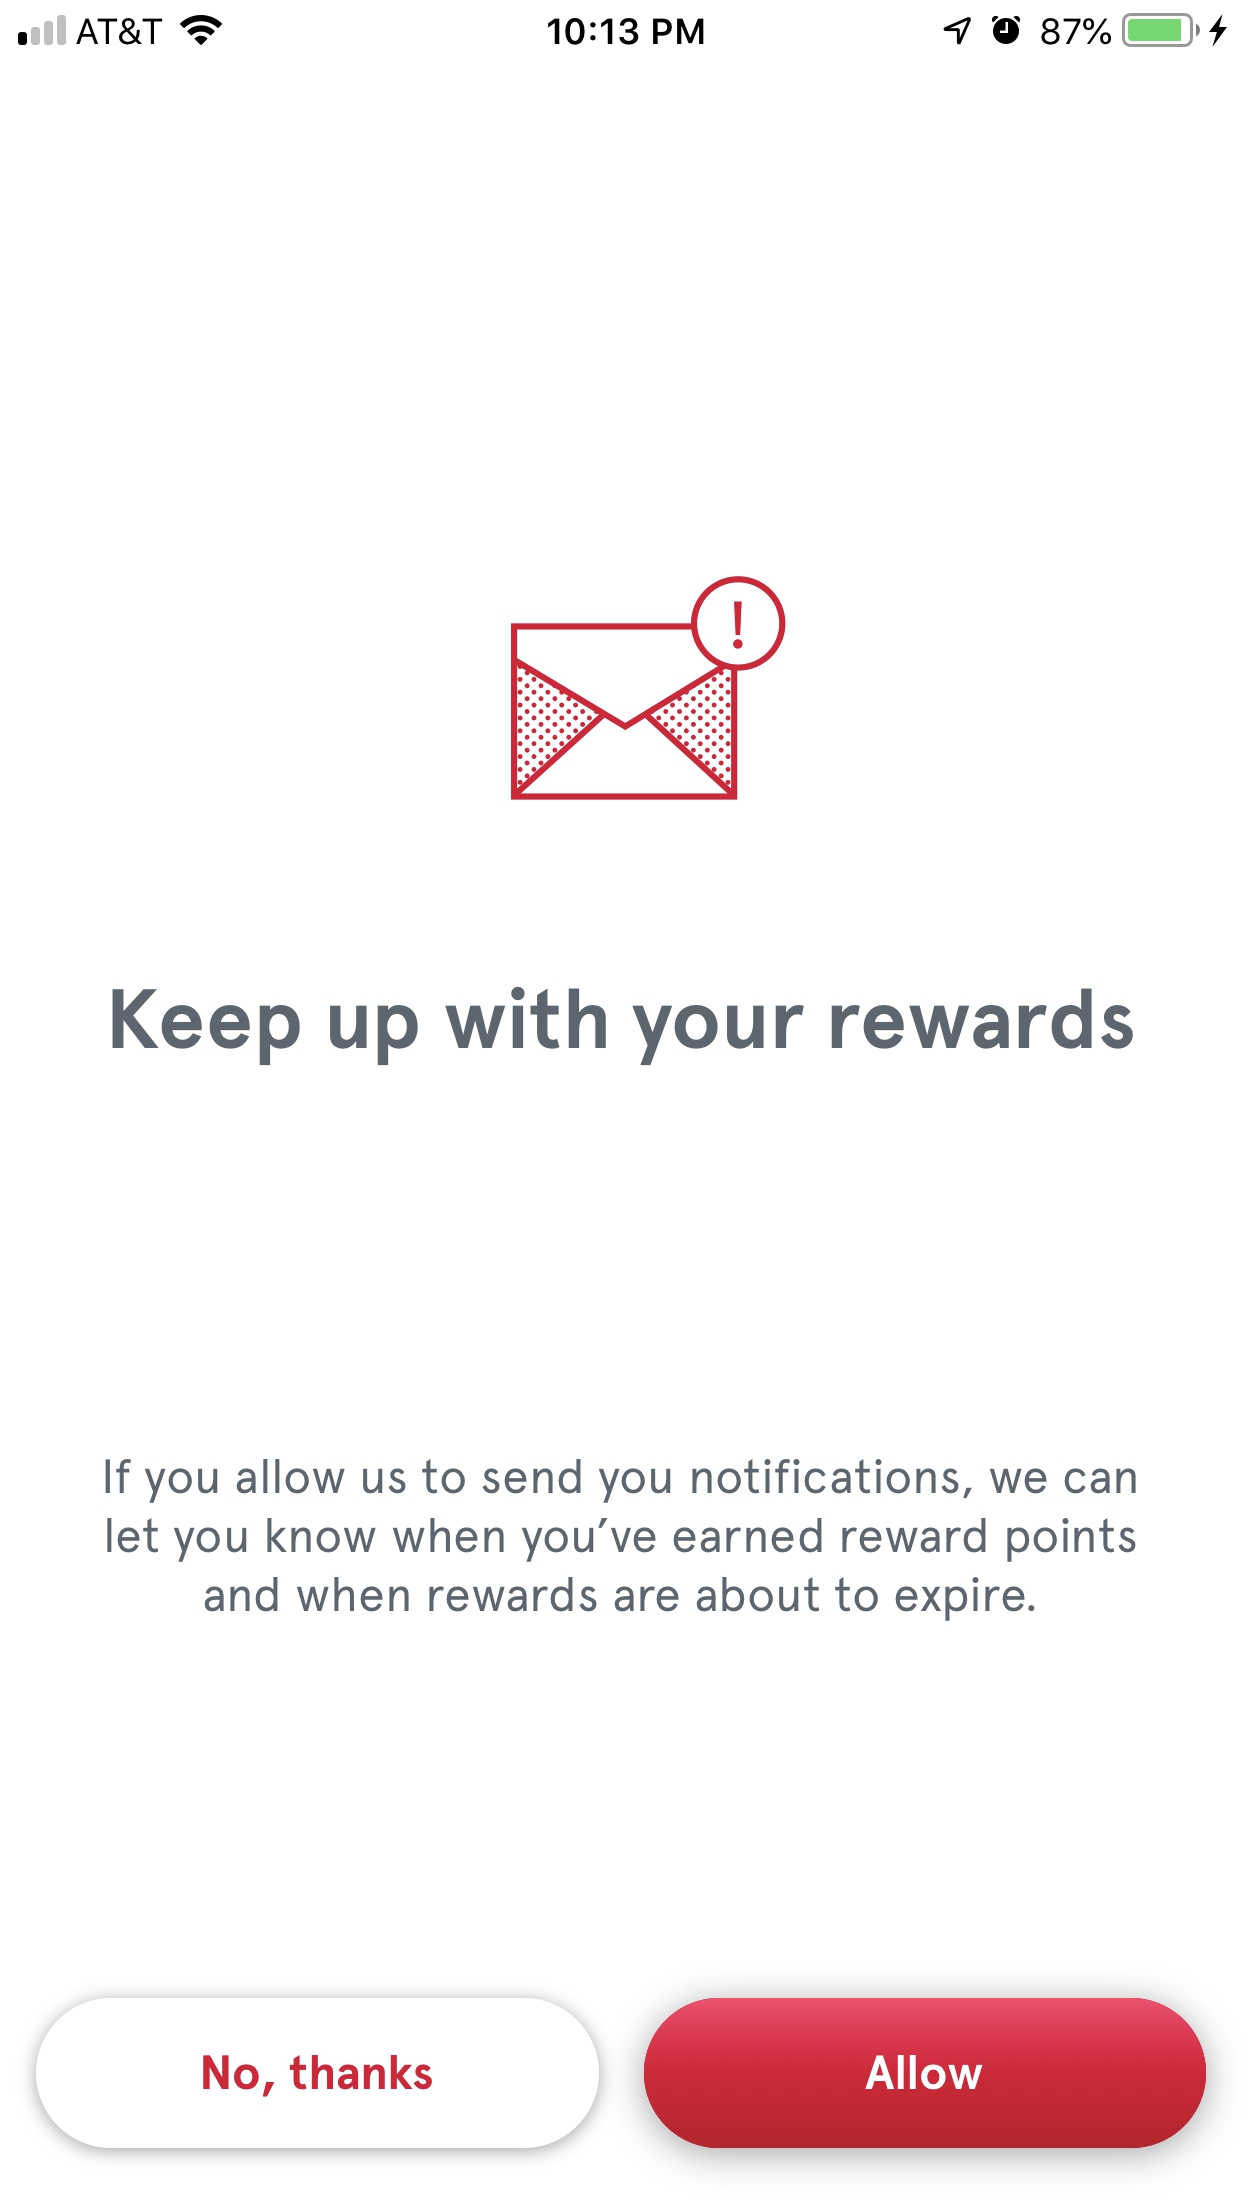 AT&T 10:13 PM 87%
!
Keep up with your rewards
If you allow us to send you notifications, we can
let you know when you’ve earned reward points
and when rewards are about to expire.
No, thanks
Allow